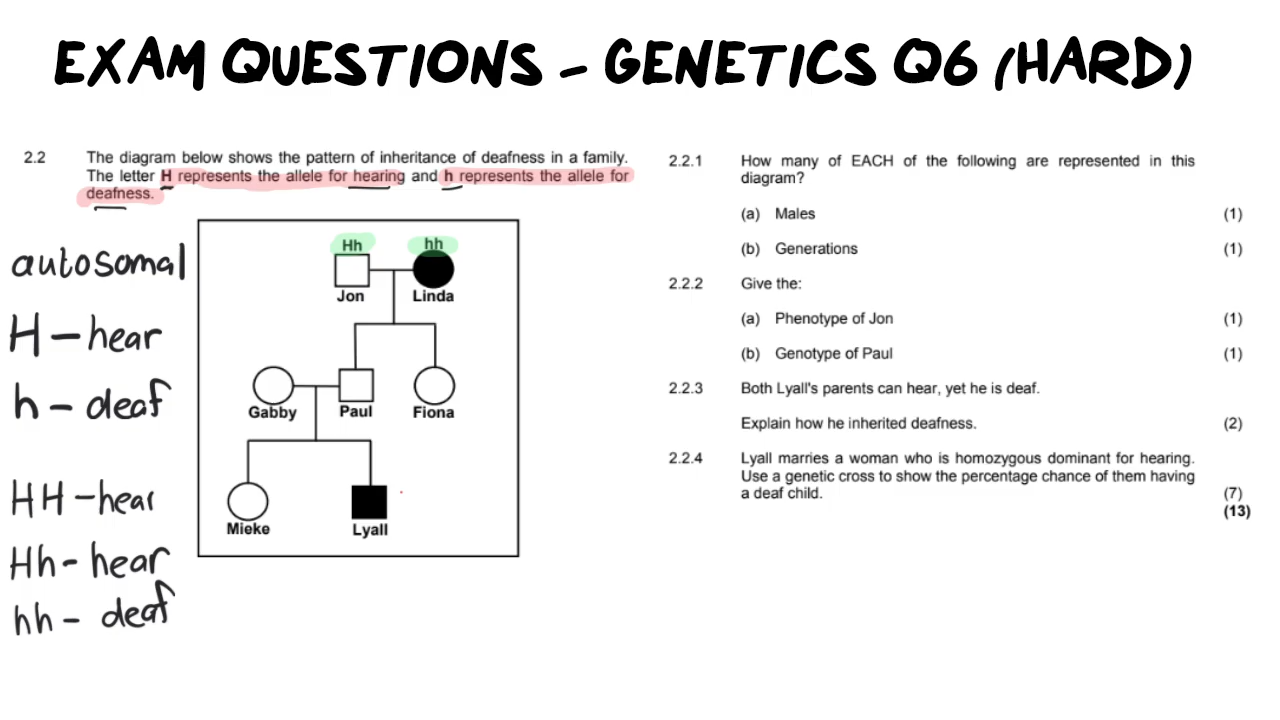 EXAM QUESTIONS - GENETICS Q6 (HARD)
2.2 The diagram below shows the pattern of inheritance of deafness in a family.
The letter H represents the allele for hearing and h represents the allele for
deafness.
autosomal
H - hear
h - deaf
HH - hear
Hh - hear
hh - deaf
Hh hh
Jon Linda
Gabby Paul Fiona
Mieke Lyall
2.2.1 How many of EACH of the following are represented in this
diagram?
(a) Males (1)
(b) Generations (1)
2.2.2 Give the:
(a) Phenotype of Jon (1)
(b) Genotype of Paul (1)
2.2.3 Both Lyall's parents can hear, yet he is deaf.
Explain how he inherited deafness. (2)
2.2.4 Lyall marries a woman who is homozygous dominant for hearing.
Use a genetic cross to show the percentage chance of them having
a deaf child. (7)
(13)